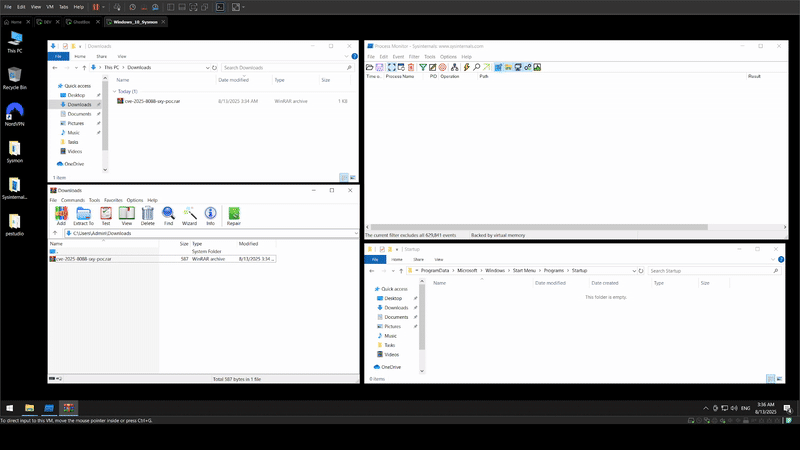 Home
DEV
Shodan
Windows_10_Sysmon
This PC
Recycle Bin
NordVPN
Sysmon
Sysinternal...
pestudio
Downloads
File
Home
Share
View
This PC
Downloads
Search Downloads
Name
Date modified
Type
Size
Quick access
Desktop
Downloads
Documents
Pictures
Music
Tasks
Videos
OneDrive
Today (1)
cve-2025-8088-sxy-poc.rar
8/13/2025 3:34 AM
WinRAR archive
1 KB
1 item
Process Monitor - Sysinternals: www.sysinternals.com
File Edit Event Filter Tools Options Help
Time o...
Process Name
PID
Operation
Path
Result
The current filter excludes all 629,841 events
Backed by virtual memory
Downloads
File Commands Tools Favorites Options Help
Add
Extract To
Test
View
Delete
Find
Wizard
Info
Repair
C:\Users\Admin\Downloads
Name
Size
Type
Modified
..
System Folder
cve-2025-8088-sxy-poc.rar
587
WinRAR archive
8/13/2025 3:34 ...
Total 587 bytes in 1 file
Startup
File
Home
Share
View
ProgramData
Microsoft
Windows
Start Menu
Programs
Startup
Search Startup
Name
Date modified
Date created
Type
Size
This folder is empty.
Quick access
Desktop
Downloads
Documents
Pictures
Music
Tasks
Videos
OneDrive
0 items
ENG
3:36 AM
8/13/2025
To direct input to this VM, move the mouse pointer inside or press Ctrl+G.